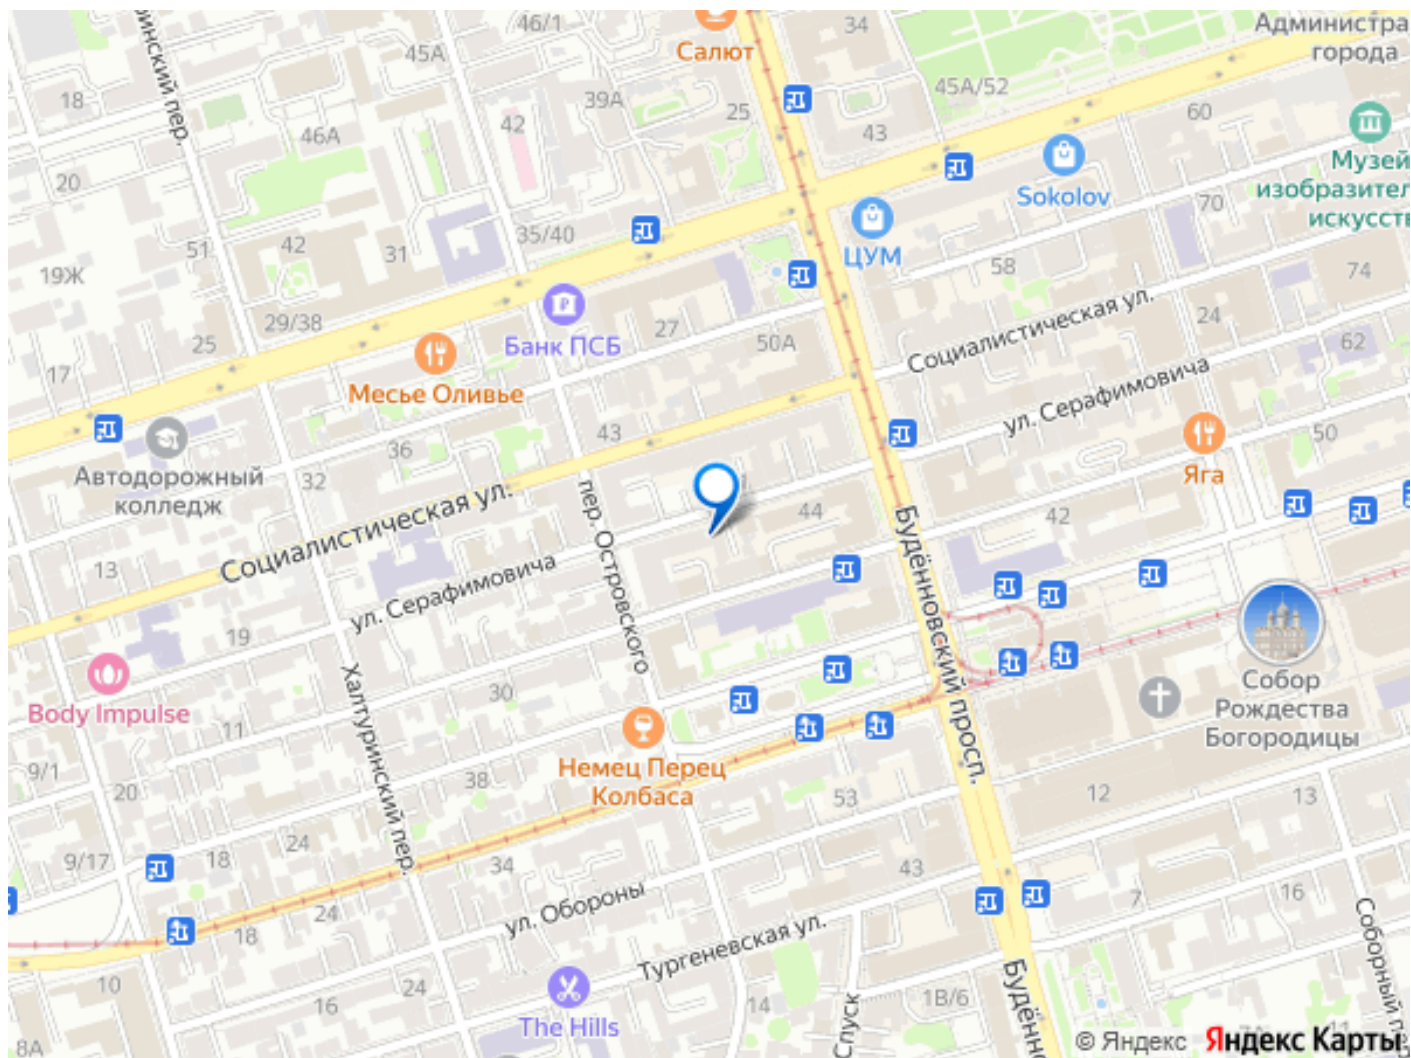 46/1
34
Администра
города
Салют
45А
18
39А
25
45А/52
60
43
42
46А
Музей
изобразител
искусств
20
Sokolov
70
51
42
31
35/40
ЦУМ
19Ж
58
74
29/38
25
Банк ПСБ
27
50А
Социалистическая ул.
24
62
17
Месье Оливье
ул. Серафимовича
43
36
50
Автодорожный
колледж
32
Яга
Социалистическая ул.
пер. Островского
44
Будённовский просп.
42
13
ул. Серафимовича
19
Халтуринский пер.
30
Собор
Рождества
Богородицы
Body Impulse
11
Немец Перец
Колбаса
9/1
20
38
53
12
13
9/17
18
24
34
43
7
16
24
ул. Обороны
18
Тургеневская ул.
Соборный пе
10
16
24
14
1В/6
Спуск
Будённ
The Hills
8А
© Яндекс Яндекс Карты